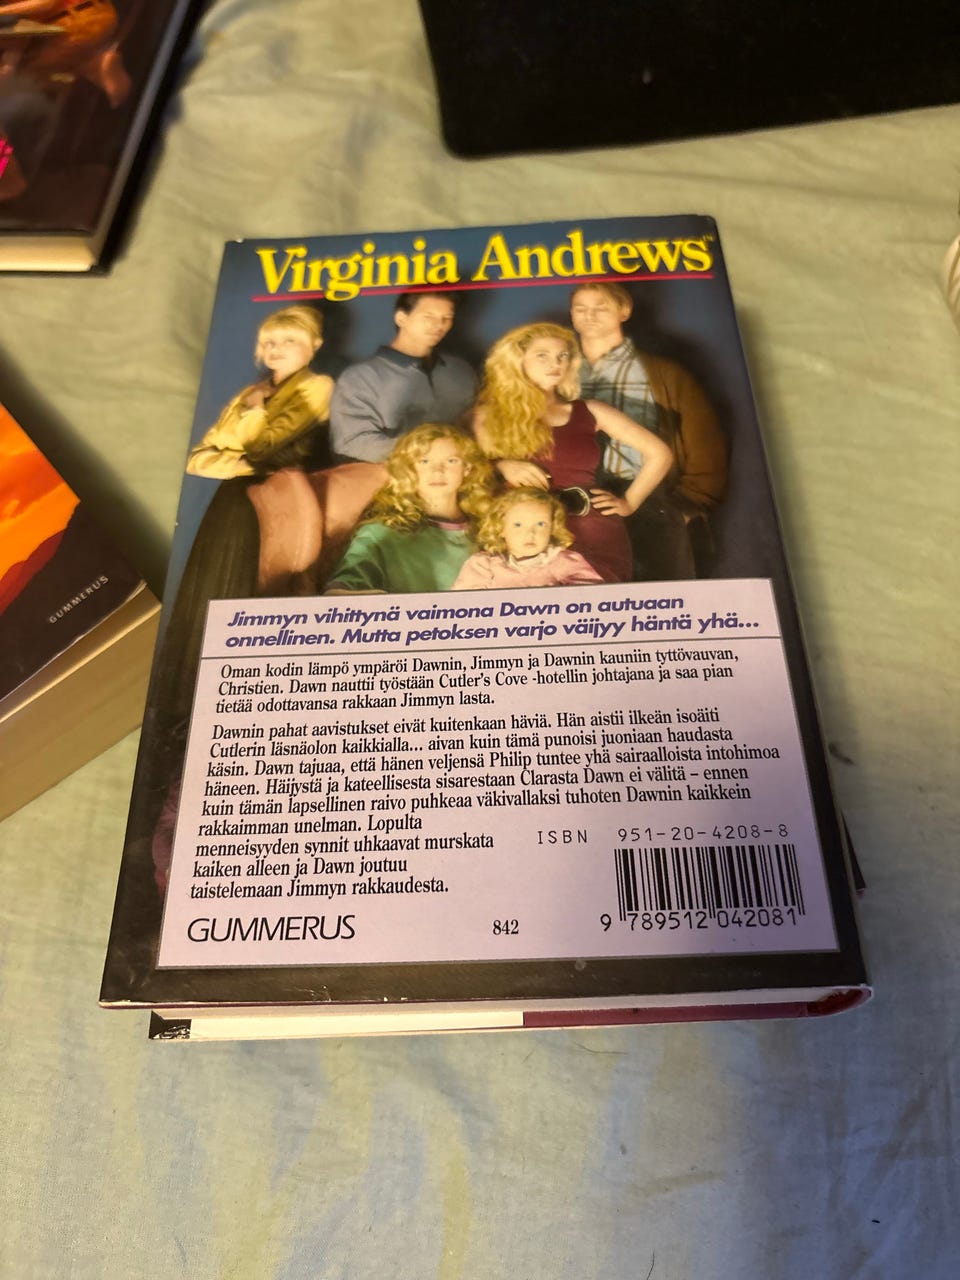 Virginia Andrews™
Jimmyn vihittynä vaimona Dawn on autuaan
onnellinen. Mutta petoksen varjo väijyy häntä yhä...
Oman kodin lämpö ympäröi Dawnin, Jimmyn ja Dawnin kauniin tyttövauvan,
Christien. Dawn nauttii työstään Cutler's Cove -hotellin johtajana ja saa pian
tietää odottavansa rakkaan Jimmyn lasta.
Dawnin pahat aavistukset eivät kuitenkaan häviä. Hän aistii ilkeän isoäiti
Cutlerin läsnäolon kaikkialla... aivan kuin tämä punoisi juoniaan haudasta
käsin. Dawn tajuaa, että hänen veljensä Philip tuntee yhä sairaalloista intohimoa
häneen. Häijystä ja kateellisesta sisarestaan Clarasta Dawn ei välitä – ennen
kuin tämän lapsellinen raivo puhkeaa väkivallaksi tuhoten Dawnin kaikkein
rakkaimman unelman. Lopulta
menneisyyden synnit uhkaavat murskata
kaiken alleen ja Dawn joutuu
taistelemaan Jimmyn rakkaudesta.
ISBN 951-20-4208-8
9 789512 042081
GUMMERUS
842
GUMMERUS